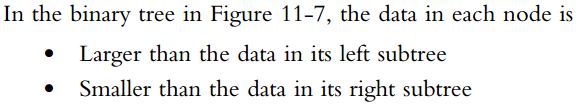 In the binary tree in Figure 11-7, the data in each node is
• Larger than the data in its left subtree
• Smaller than the data in its right subtree